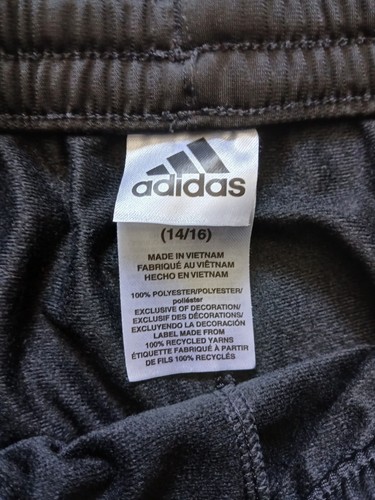 adidas
(14/16)
MADE IN VIETNAM
FABRIQUÉ AU VIÊTNAM
HECHO EN VIETNAM
100% POLYESTER/POLYESTER/
poliéster
EXCLUSIVE OF DECORATION/
EXCLUSIF DES DÉCORATIONS/
EXCLUYENDO LA DECORACIÓN
LABEL MADE FROM
100% RECYCLED YARNS
ÉTIQUETTE FABRIQUÉ À PARTIR
DE FILS 100% RECYCLÉS